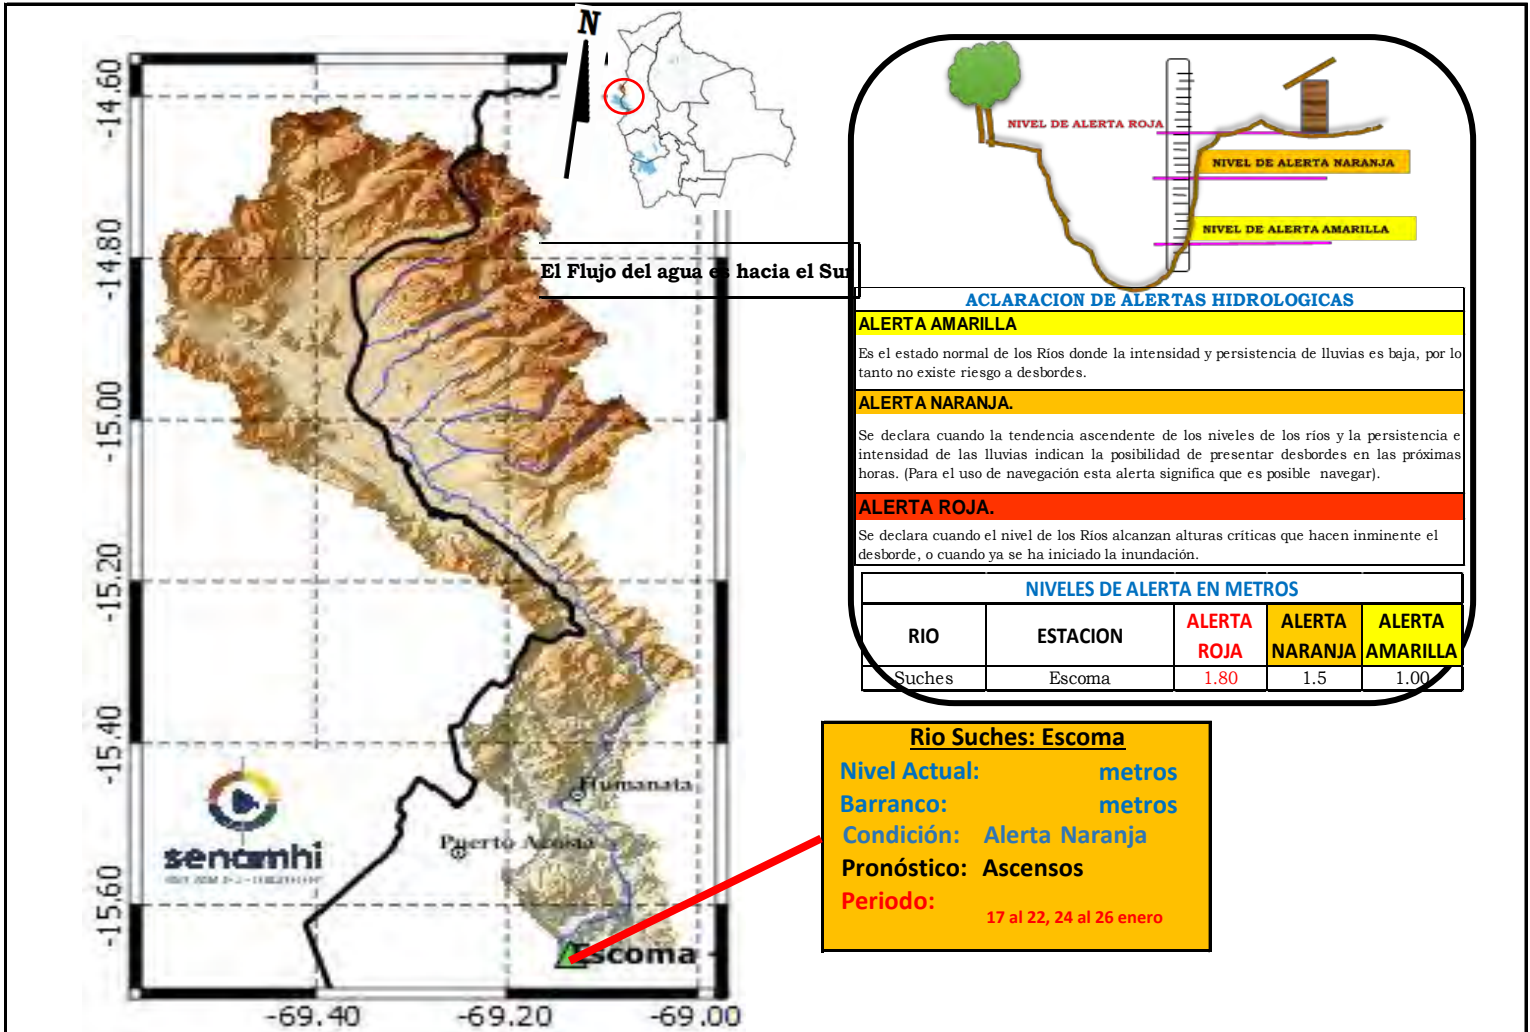 N
El Flujo del agua es hacia el Sur
-14.60
-14.80
-15.00
-15.20
-15.40
-15.60
-69.40
-69.20
-69.00
Humanata
Puerto Acosta
Escoma
senamhi
NIVEL DE ALERTA ROJA
NIVEL DE ALERTA NARANJA
NIVEL DE ALERTA AMARILLA
ACLARACION DE ALERTAS HIDROLOGICAS
ALERTA AMARILLA
Es el estado normal de los Ríos donde la intensidad y persistencia de lluvias es baja, por lo
tanto no existe riesgo a desbordes.
ALERTA NARANJA.
Se declara cuando la tendencia ascendente de los niveles de los ríos y la persistencia e
intensidad de las lluvias indican la posibilidad de presentar desbordes en las próximas
horas. (Para el uso de navegación esta alerta significa que es posible navegar).
ALERTA ROJA.
Se declara cuando el nivel de los Ríos alcanzan alturas críticas que hacen inminente el
desborde, o cuando ya se ha iniciado la inundación.
NIVELES DE ALERTA EN METROS
RIO ESTACION ALERTA ROJA ALERTA NARANJA ALERTA AMARILLA
Suches Escoma 1.80 1.5 1.00
Rio Suches: Escoma
Nivel Actual: metros
Barranco: metros
Condición: Alerta Naranja
Pronóstico: Ascensos
Periodo:
17 al 22, 24 al 26 enero